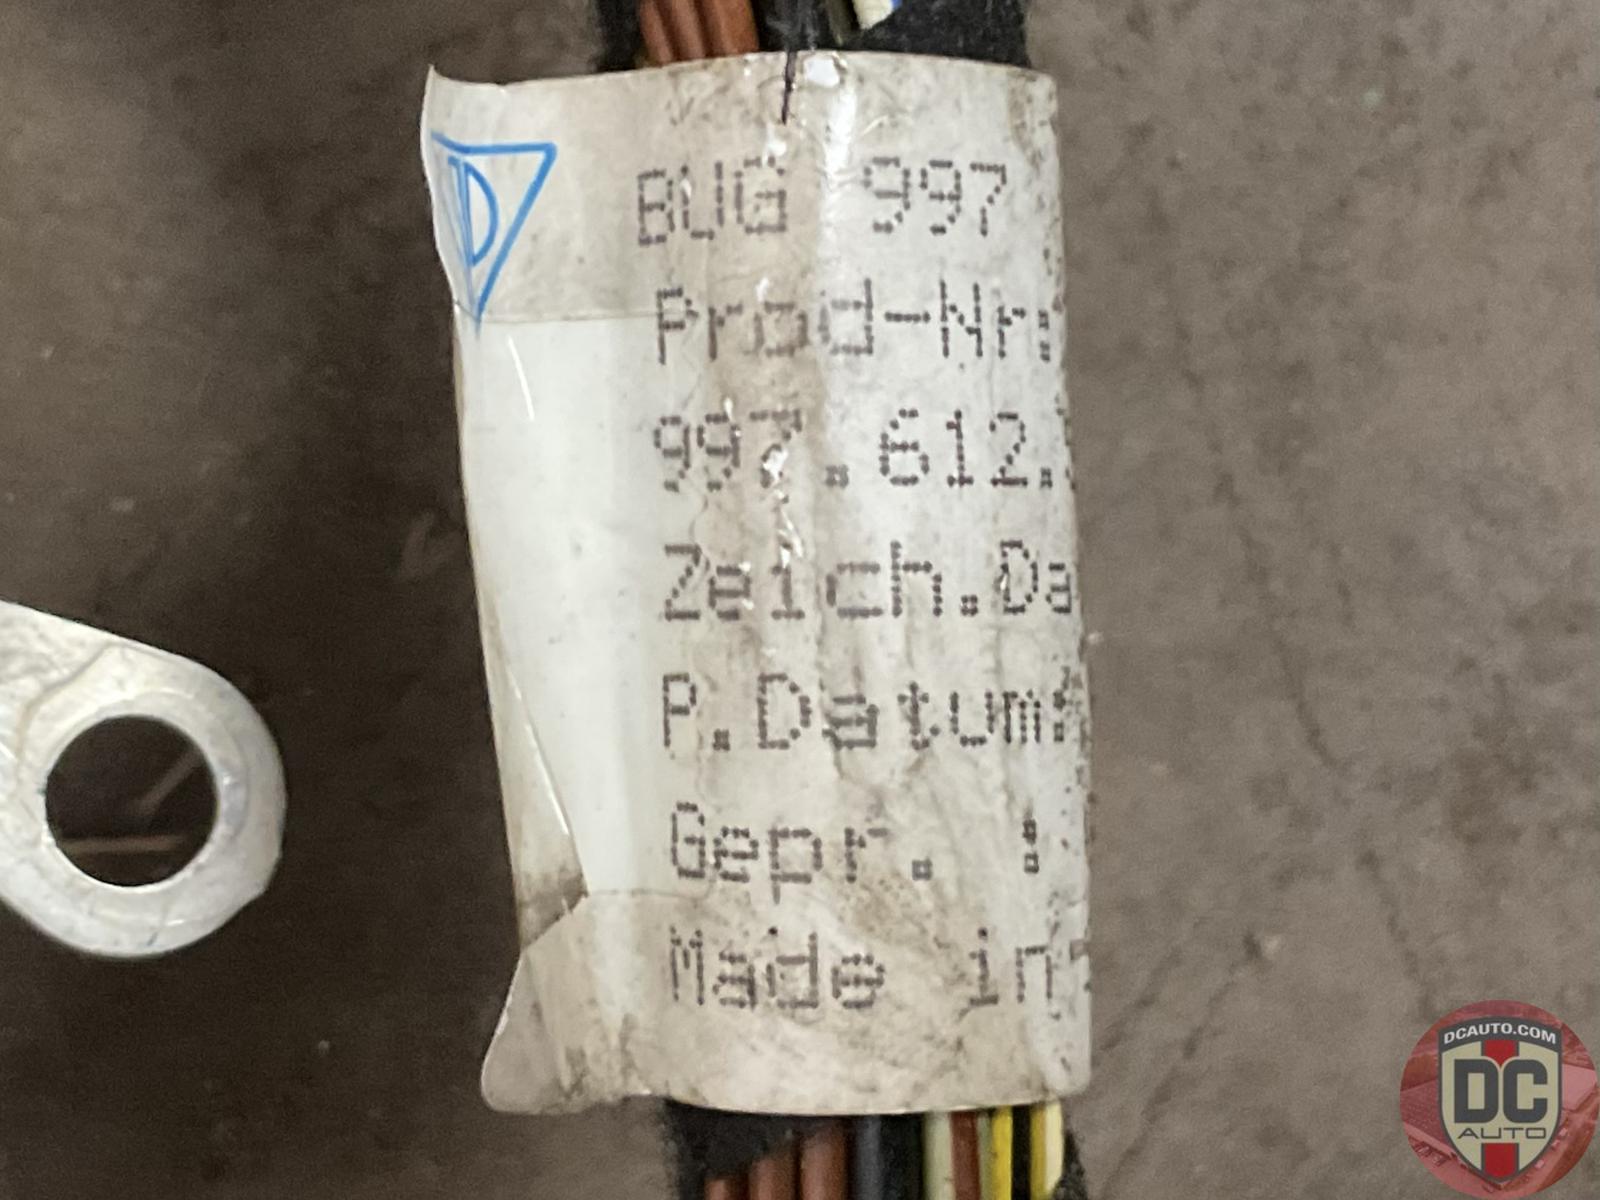 D
BUG 997
Prod-Nr:
997.612.
Zeich.Da
P.Datum:
Gepr. :
Made in
DCAUTO.COM
DC
AUTO